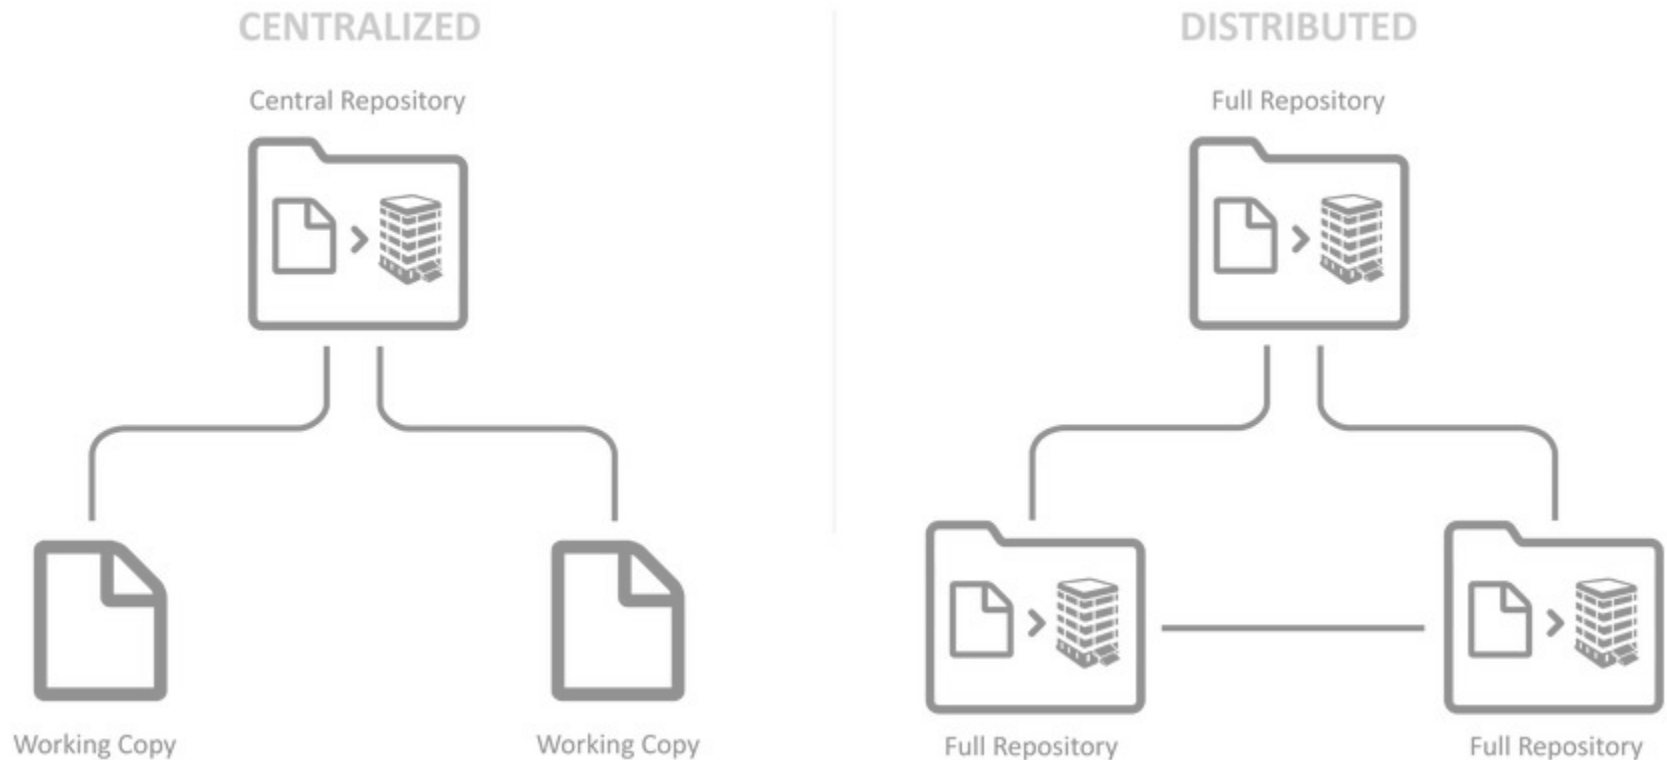 CENTRALIZED
Central Repository
Working Copy
Working Copy
DISTRIBUTED
Full Repository
Full Repository
Full Repository